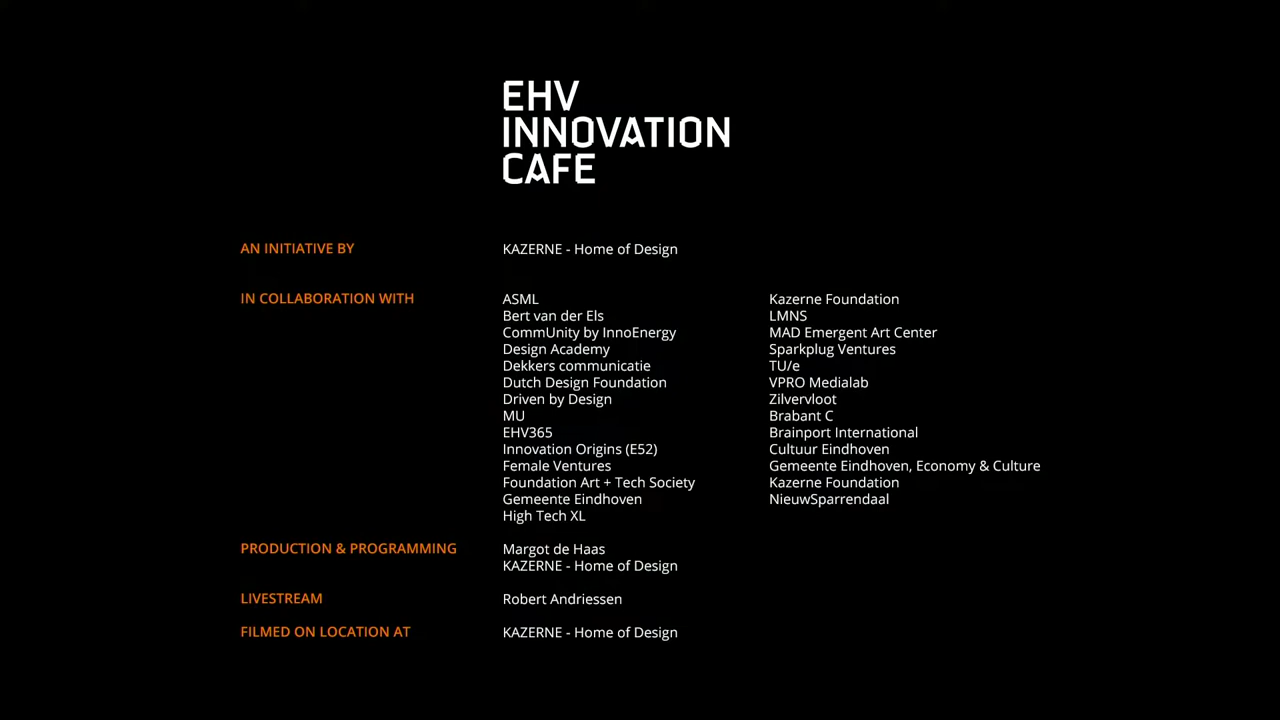 EHV
INNOVATION
CAFE
AN INITIATIVE BY
KAZERNE - Home of Design
IN COLLABORATION WITH
ASML
Bert van der Els
CommUnity by InnoEnergy
Design Academy
Dekkers communicatie
Dutch Design Foundation
Driven by Design
MU
EHV365
Innovation Origins (E52)
Female Ventures
Foundation Art + Tech Society
Gemeente Eindhoven
High Tech XL
Kazerne Foundation
LMNS
MAD Emergent Art Center
Sparkplug Ventures
TU/e
VPRO Medialab
Zilvervloot
Brabant C
Brainport International
Cultuur Eindhoven
Gemeente Eindhoven, Economy & Culture
Kazerne Foundation
NieuwSparrendaal
PRODUCTION & PROGRAMMING
Margot de Haas
KAZERNE - Home of Design
LIVESTREAM
Robert Andriessen
FILMED ON LOCATION AT
KAZERNE - Home of Design